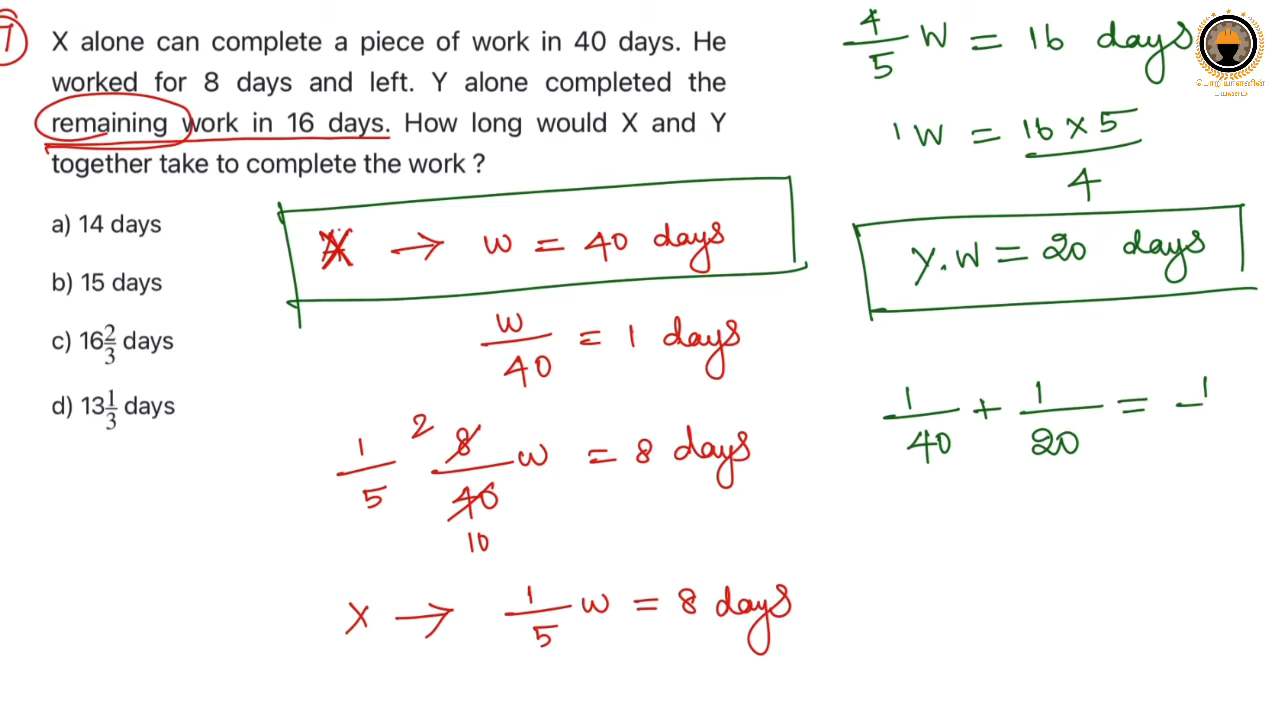 7
X alone can complete a piece of work in 40 days. He
worked for 8 days and left. Y alone completed the
remaining work in 16 days. How long would X and Y
together take to complete the work ?
a) 14 days
b) 15 days
c) 16 2/3 days
d) 13 1/3 days
X → W = 40 days
W/40 = 1 days
1/5 2 8/40 W = 8 days
10
X → 1/5 W = 8 days
4/5 W = 16 days
1W = 16 x 5/4
Y.W = 20 days
1/40 + 1/20 = 1
பொறியாளனின்
பயணம்